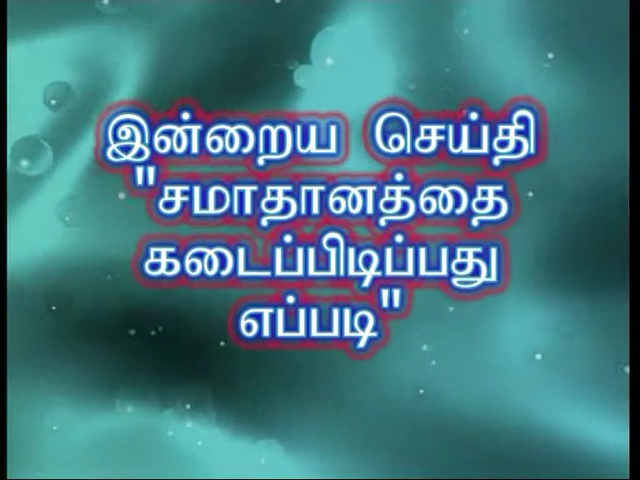 இன்றைய செய்தி
"சமாதானத்தை
கடைப்பிடிப்பது
எப்படி"